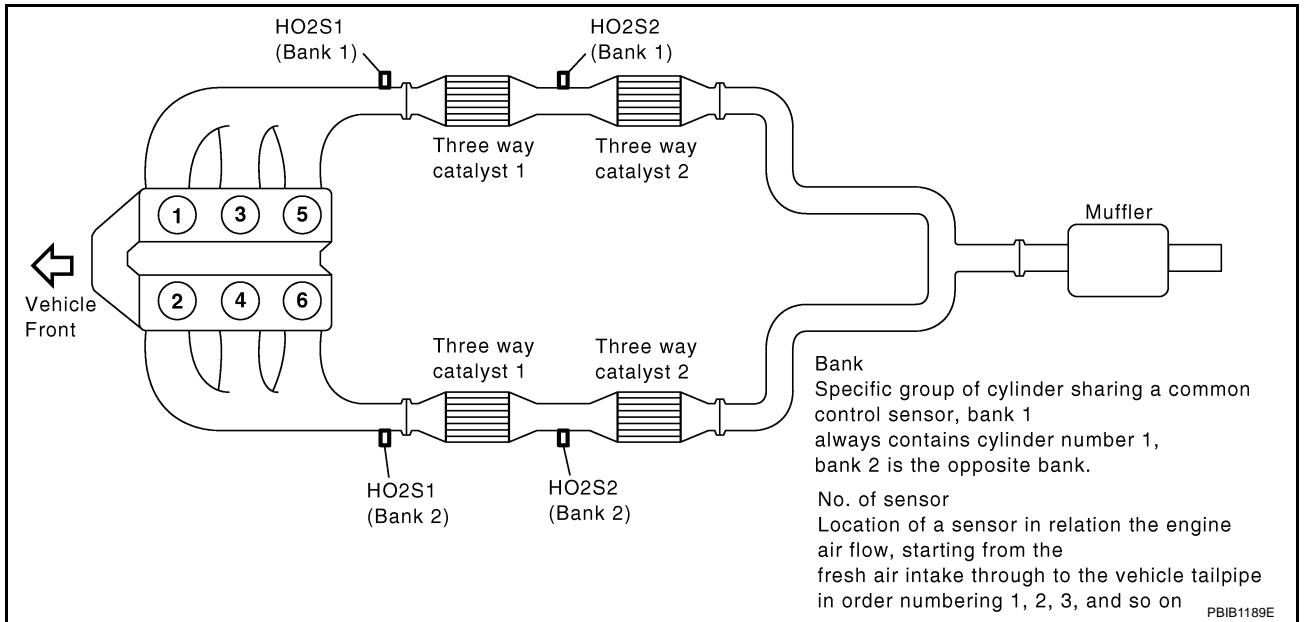 HO2S1
(Bank 1)
HO2S2
(Bank 1)
Three way
catalyst 1
Three way
catalyst 2
1
3
5
Muffler
Vehicle
Front
2
4
6
Three way
catalyst 1
Three way
catalyst 2
HO2S1
(Bank 2)
HO2S2
(Bank 2)
Bank
Specific group of cylinder sharing a common
control sensor, bank 1
always contains cylinder number 1,
bank 2 is the opposite bank.
No. of sensor
Location of a sensor in relation the engine
air flow, starting from the
fresh air intake through to the vehicle tailpipe
in order numbering 1, 2, 3, and so on
PBIB1189E